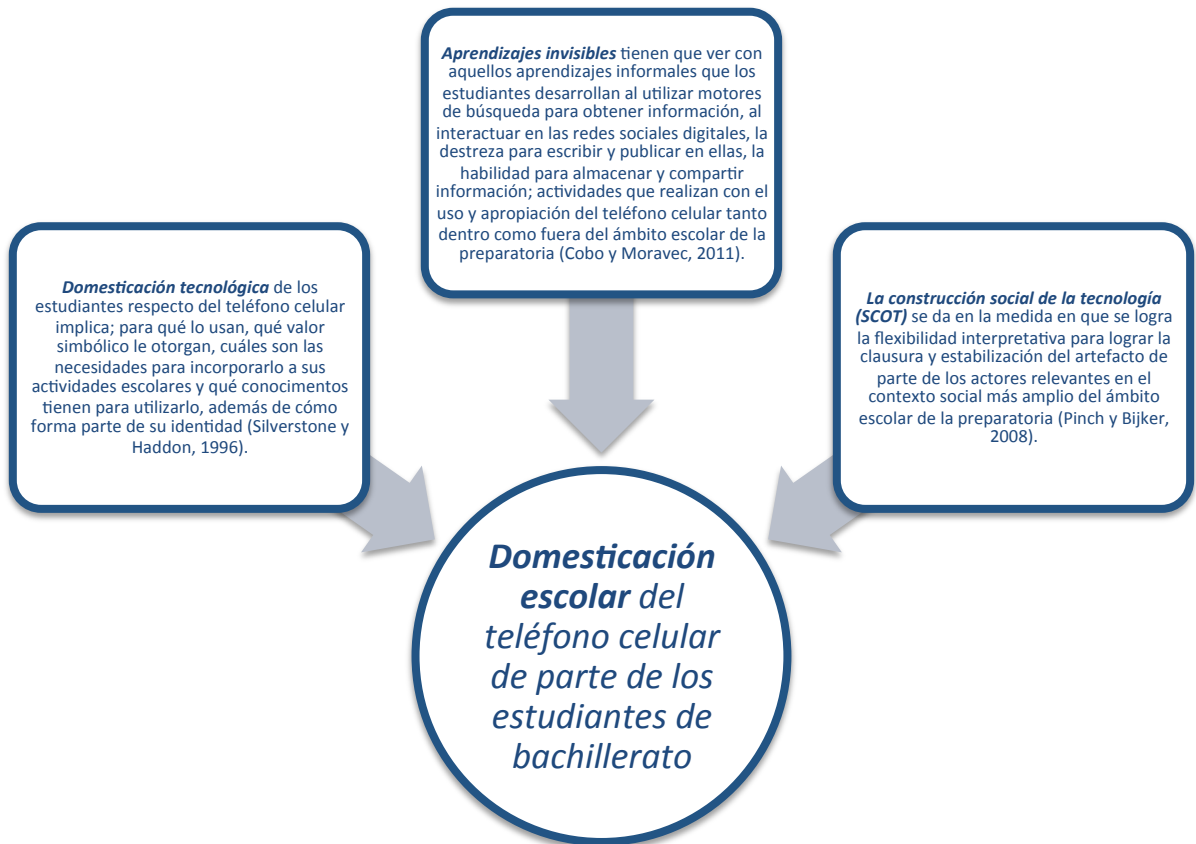 Aprendizajes invisibles tienen que ver con
aquellos aprendizajes informales que los
estudiantes desarrollan al utilizar motores
de búsqueda para obtener información, al
interactuar en las redes sociales digitales, la
destreza para escribir y publicar en ellas, la
habilidad para almacenar y compartir
información; actividades que realizan con el
uso y apropiación del teléfono celular tanto
dentro como fuera del ámbito escolar de la
preparatoria (Cobo y Moravec, 2011).
Domesticación tecnológica de los
estudiantes respecto del teléfono celular
implica; para qué lo usan, qué valor
simbólico le otorgan, cuáles son las
necesidades para incorporarlo a sus
actividades escolares y qué conocimentos
tienen para utilizarlo, además de cómo
forma parte de su identidad (Silverstone y
Haddon, 1996).
La construcción social de la tecnología
(SCOT) se da en la medida en que se logra
la flexibilidad interpretativa para lograr la
clausura y estabilización del artefacto de
parte de los actores relevantes en el
contexto social más amplio del ámbito
escolar de la preparatoria (Pinch y Bijker,
2008).
Domesticación
escolar del
teléfono celular
de parte de los
estudiantes de
bachillerato